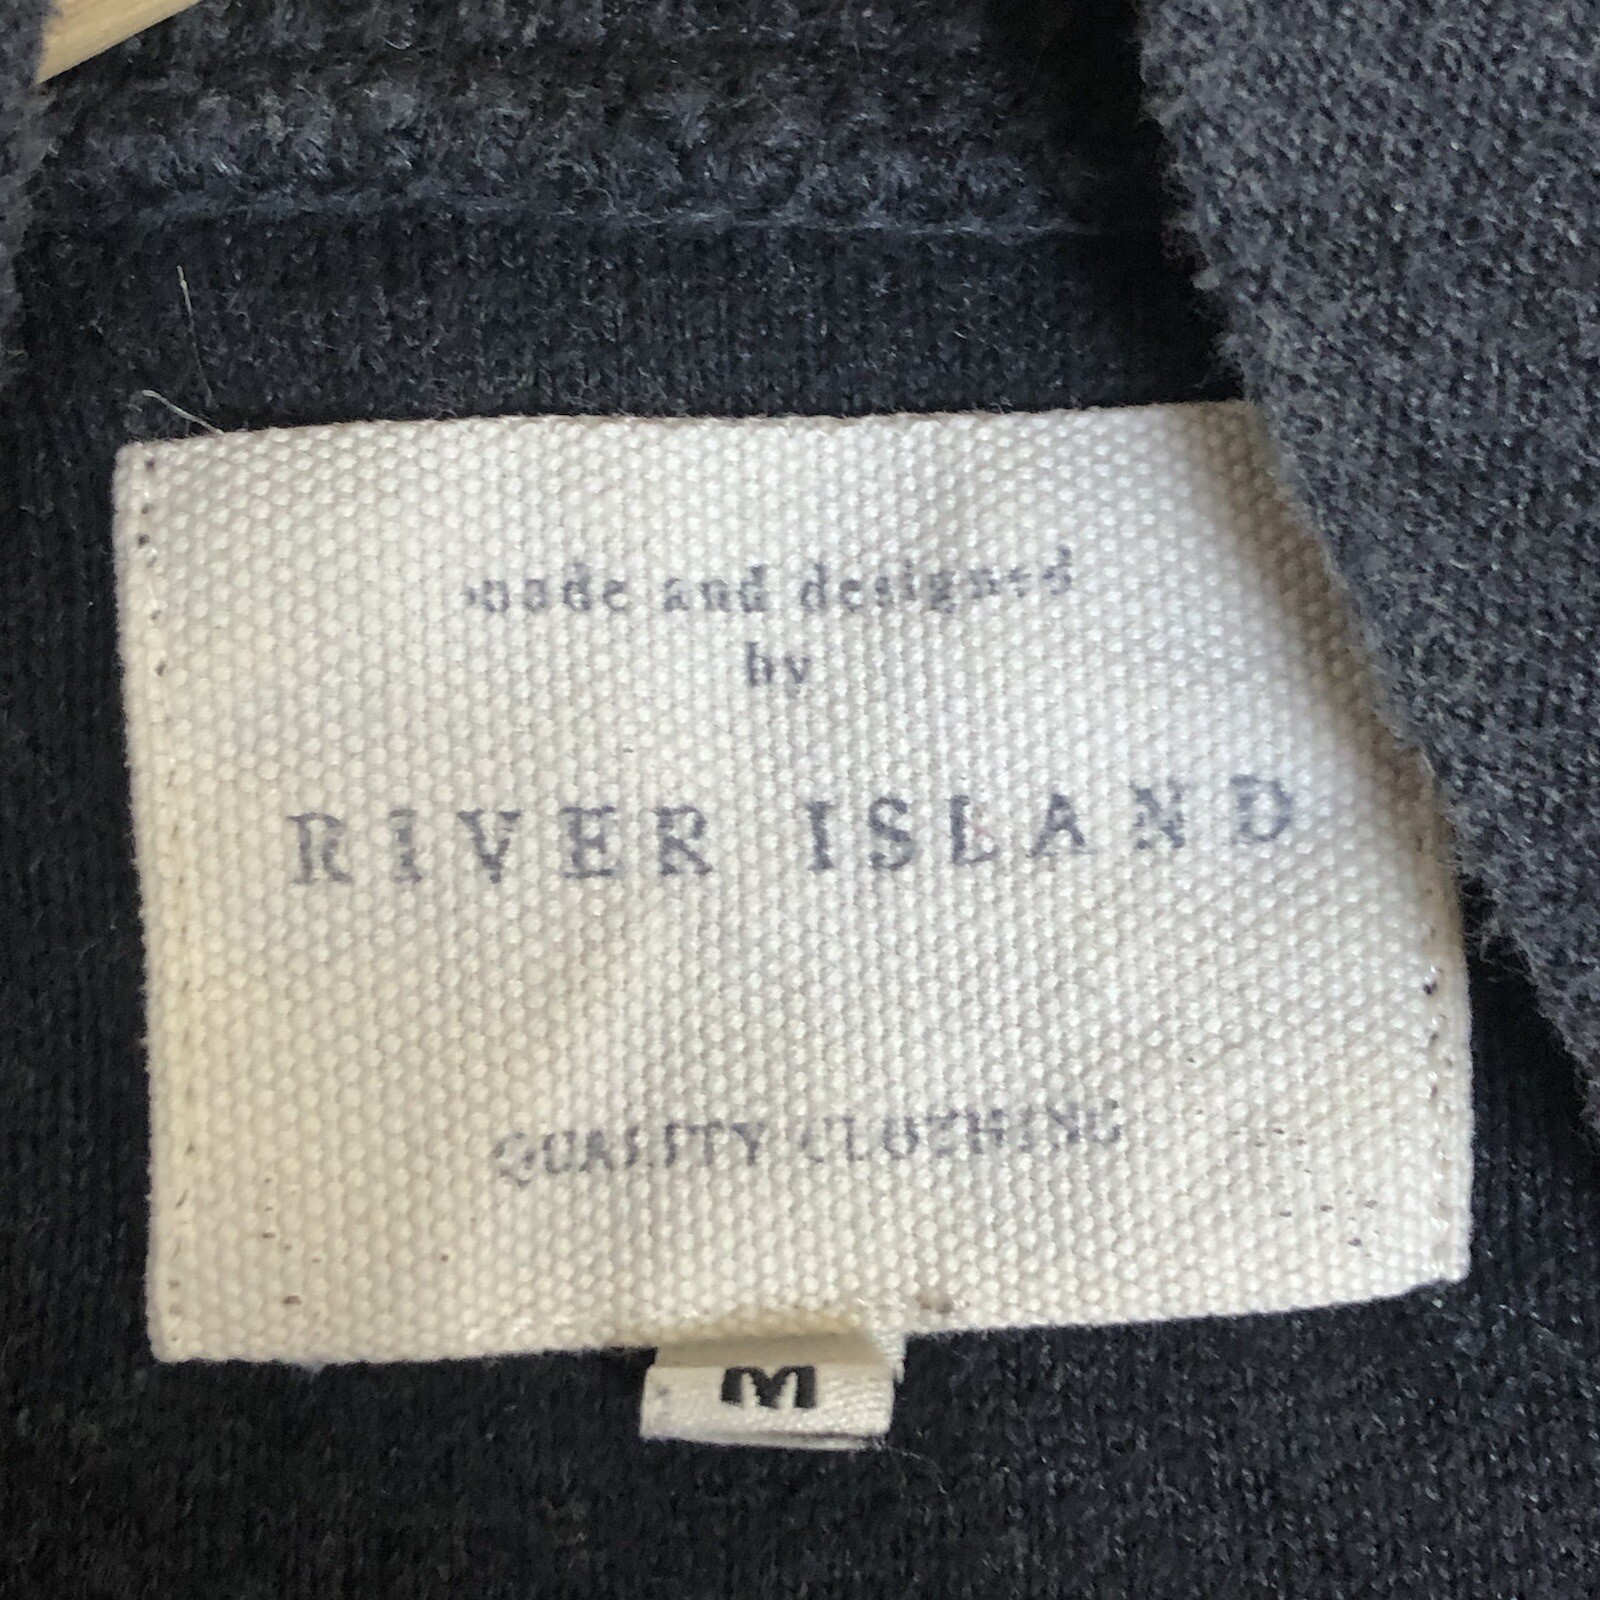 made and designed
by
RIVER ISLAND
QUALITY CLOTHING
M